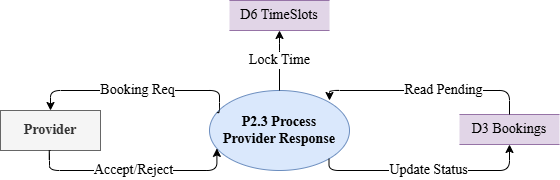 D6 TimeSlots
Lock Time
Booking Req
Read Pending
P2.3 Process
Provider Response
Provider
D3 Bookings
Accept/Reject
Update Status